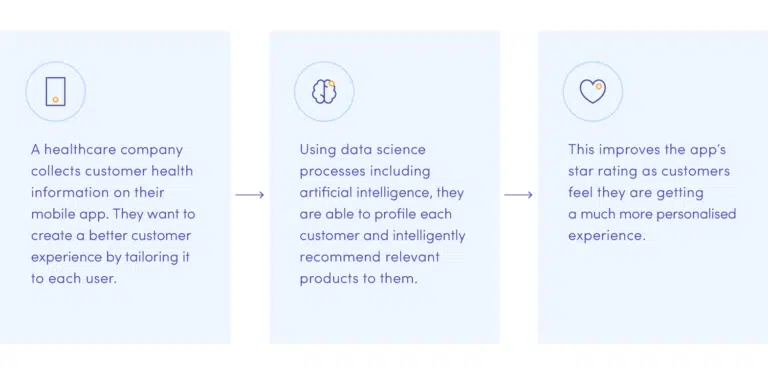 A healthcare company
collects customer health
information on their
mobile app. They want to
create a better customer
experience by tailoring it
to each user.
Using data science
processes including
artificial intelligence, they
are able to profile each
customer and intelligently
recommend relevant
products to them.
This improves the app's
star rating as customers
feel they are getting
a much more personalised
experience.